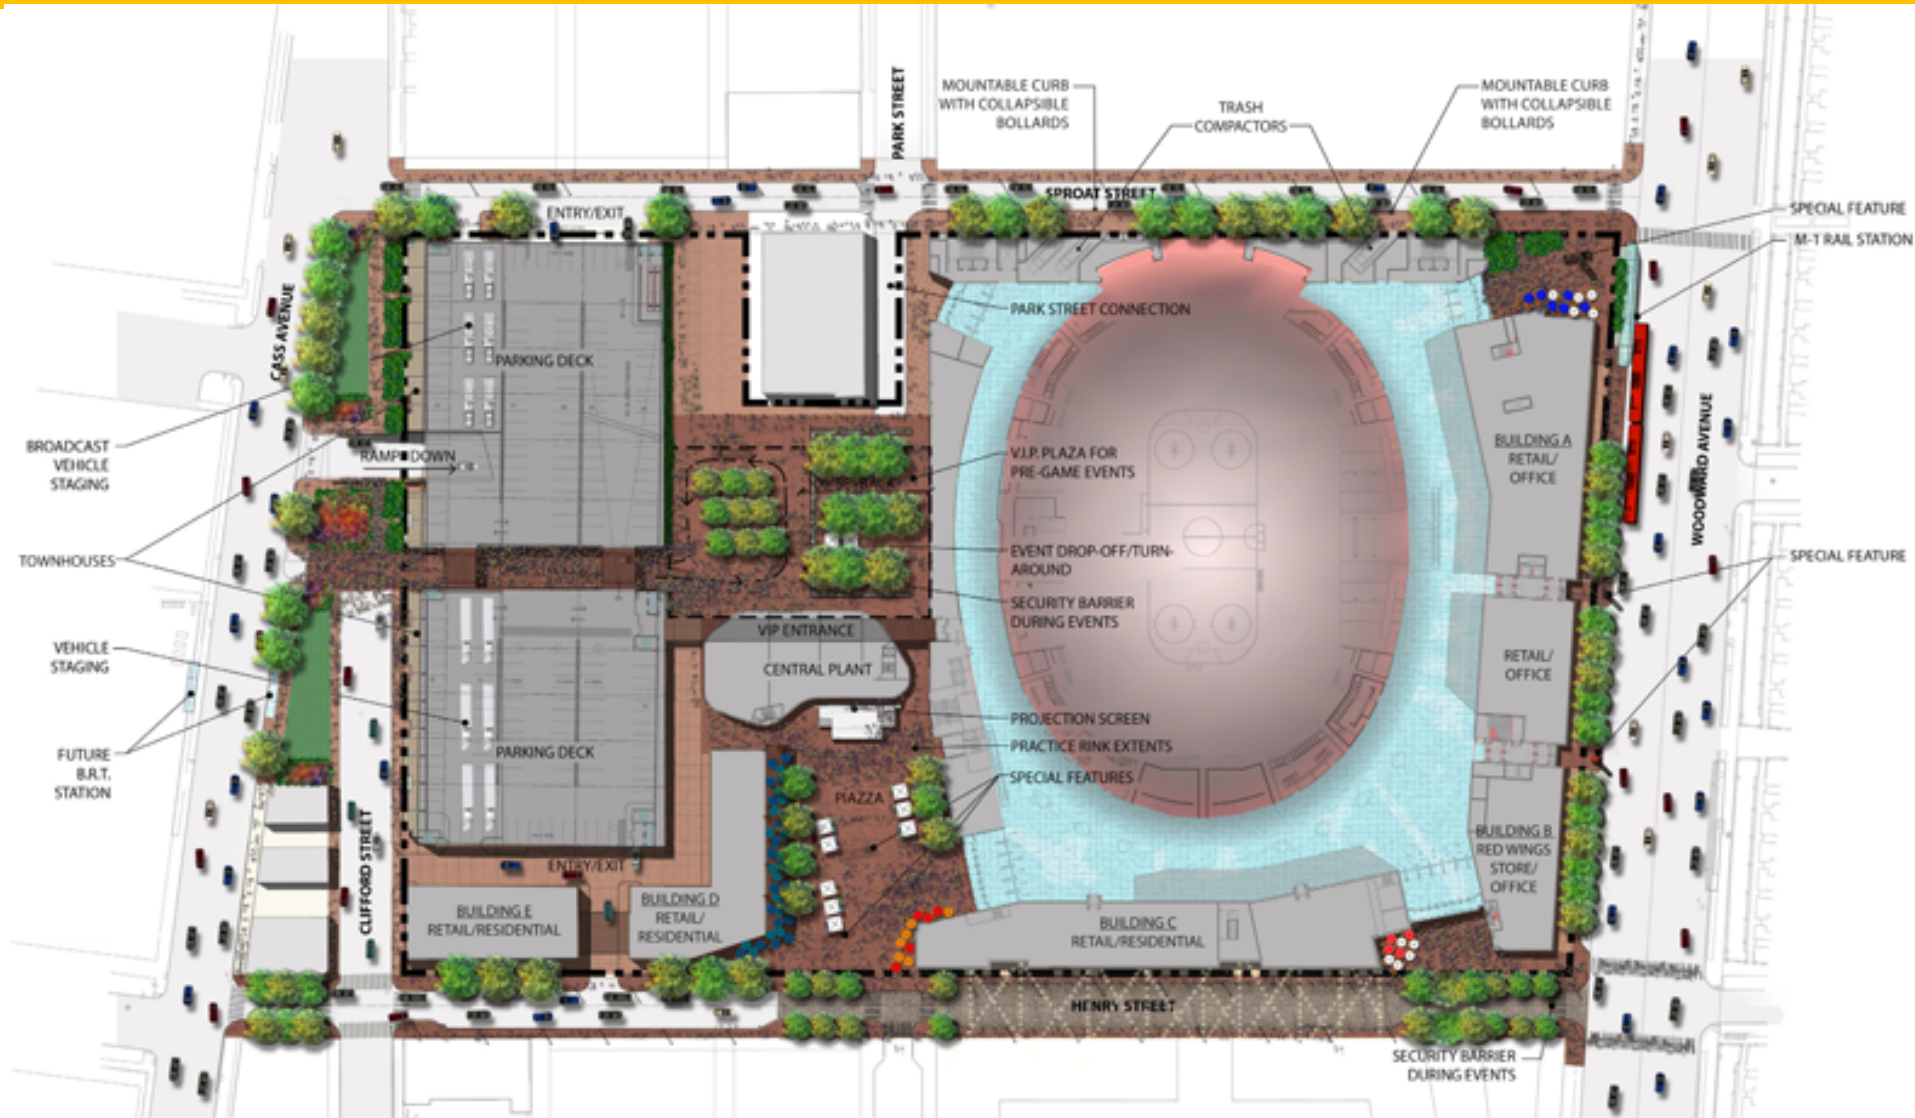 PARK STREET
MOUNTABLE CURB
WITH COLLAPSIBLE
BOLLARDS
TRASH
COMPACTORS
MOUNTABLE CURB
WITH COLLAPSIBLE
BOLLARDS
SPROAT STREET
ENTRY/EXIT
SPECIAL FEATURE
M-1 RAIL STATION
CASS AVENUE
PARK STREET CONNECTION
PARKING DECK
BROADCAST
VEHICLE
STAGING
RAMP DOWN
V.I.P. PLAZA FOR
PRE-GAME EVENTS
BUILDING A
RETAIL/
OFFICE
WOODWARD AVENUE
TOWNHOUSES
EVENT DROP-OFF/TURN-
AROUND
SPECIAL FEATURE
SECURITY BARRIER
DURING EVENTS
VIP ENTRANCE
CENTRAL PLANT
VEHICLE
STAGING
RETAIL/
OFFICE
PROJECTION SCREEN
PRACTICE RINK EXTENTS
SPECIAL FEATURES
FUTURE
B.R.T.
STATION
PARKING DECK
PIAZZA
BUILDING B
RED WINGS
STORE/
OFFICE
CLIFFORD STREET
ENTRY/EXIT
BUILDING E
RETAIL/RESIDENTIAL
BUILDING D
RETAIL/
RESIDENTIAL
BUILDING C
RETAIL/RESIDENTIAL
HENRY STREET
SECURITY BARRIER
DURING EVENTS